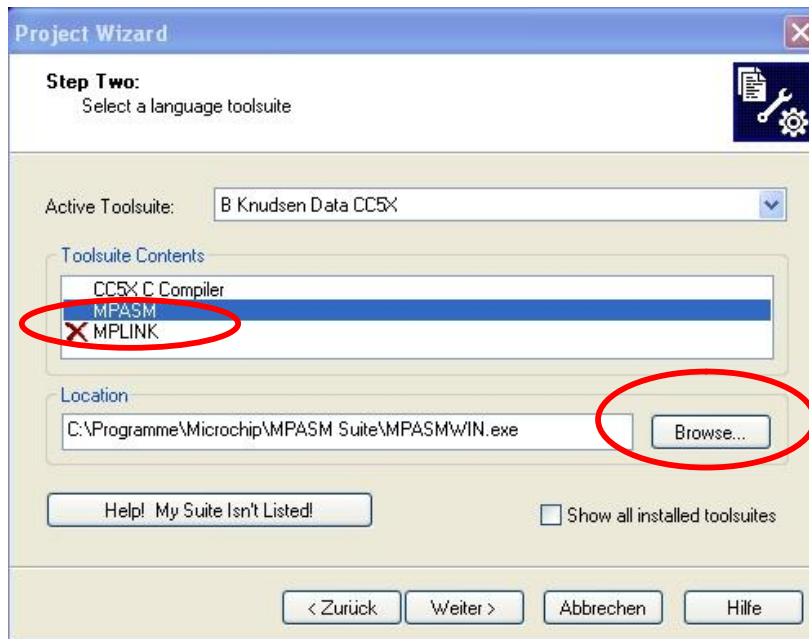 Project Wizard
Step Two:
Select a language toolsuite
Active Toolsuite: B Knudsen Data CC5X
Toolsuite Contents
CC5X C Compiler
MPASM
MPLINK
Location
C:\Programme\Microchip\MPASM Suite\MPASMWIN.exe Browse...
Help! My Suite Isn't Listed! Show all installed toolsuites
< Zurück Weiter > Abbrechen Hilfe